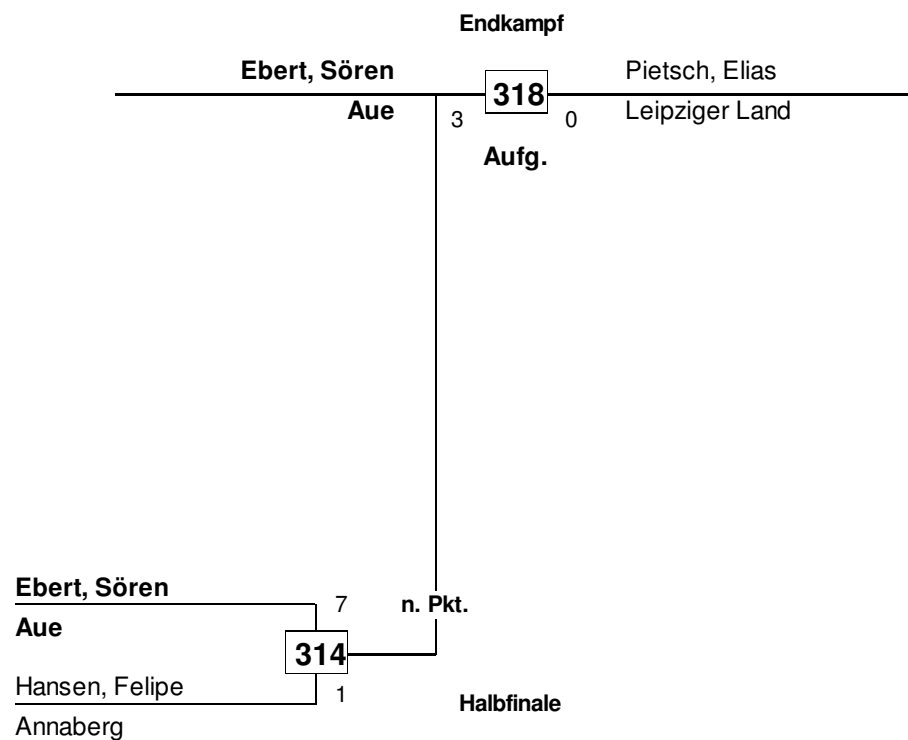 Endkampf
Ebert, Sören
Pietsch, Elias
318
Aue
3
0
Leipziger Land
Aufg.
Ebert, Sören
7
n. Pkt.
Aue
314
Hansen, Felipe
1
Halbfinale
Annaberg